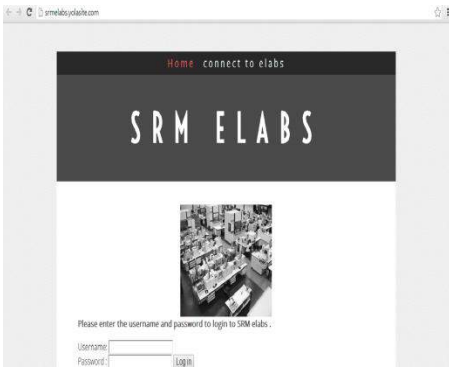 srmelabs.yolasite.com
Home connect to elabs
SRM ELABS
Please enter the username and password to login to SRM elabs .
Username:
Password :
Log in